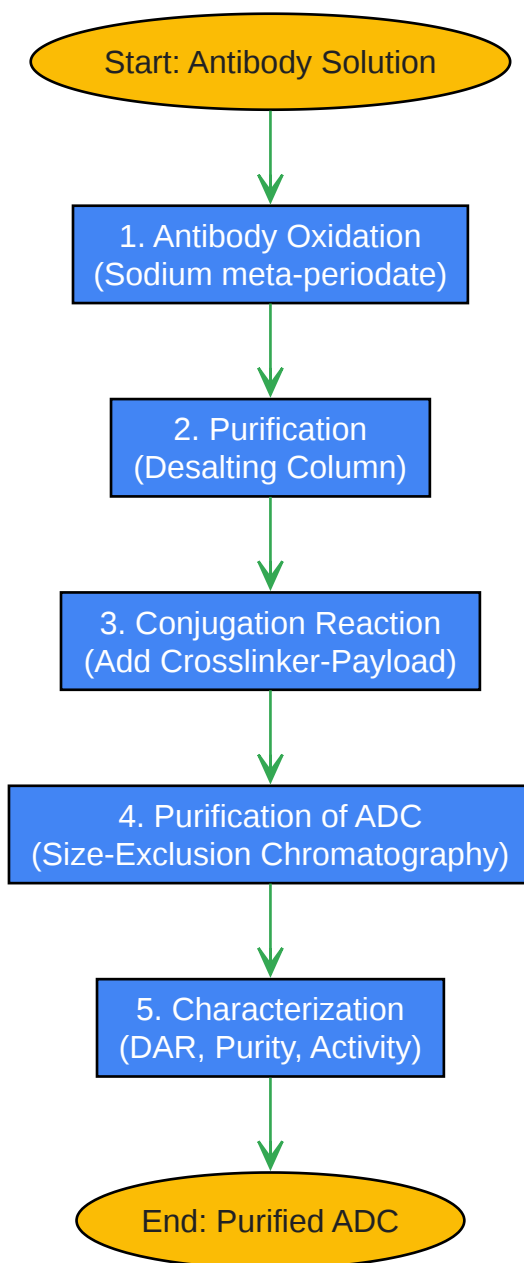 Start: Antibody Solution
1. Antibody Oxidation
(Sodium meta-periodate)
2. Purification
(Desalting Column)
3. Conjugation Reaction
(Add Crosslinker-Payload)
4. Purification of ADC
(Size-Exclusion Chromatography)
5. Characterization
(DAR, Purity, Activity)
End: Purified ADC